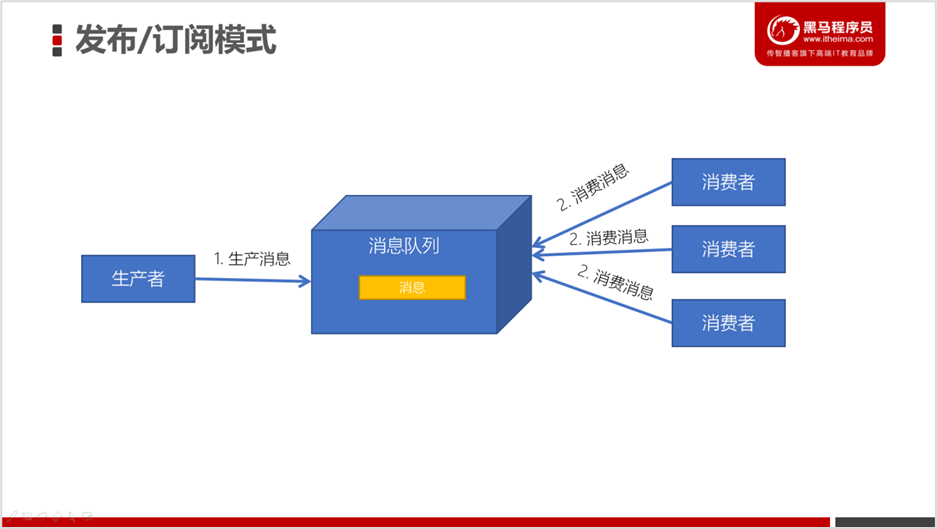 发布/订阅模式
黑马程序员
www.itheima.com
传智播客旗下高端IT教育品牌
2. 消费消息
消费者
消息队列
2. 消费消息
消费者
1. 生产消息
生产者
消息
2. 消费消息
消费者